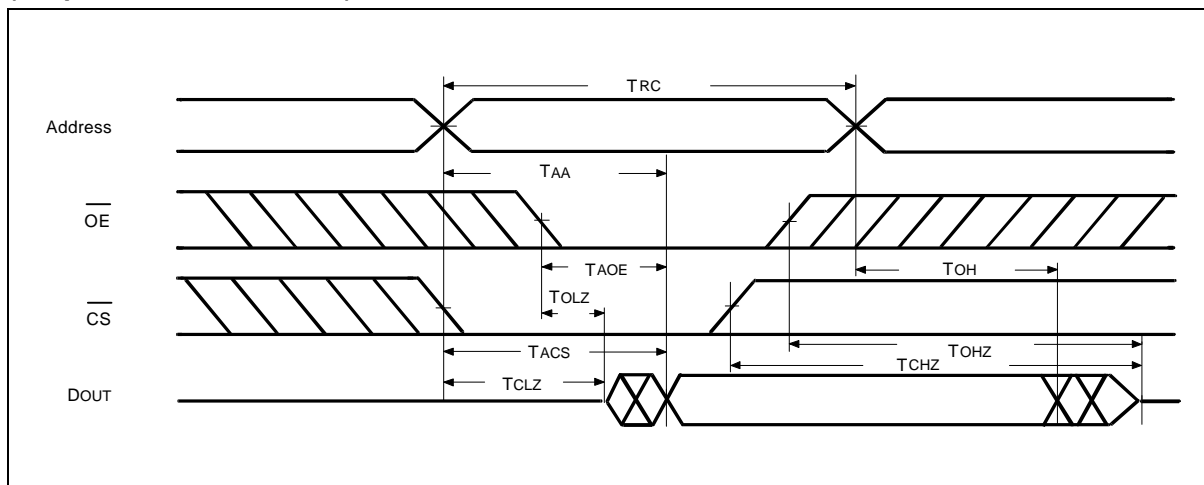 TRC
Address
TAA
OE
TAOE
TOH
TOLZ
CS
TACS
TOHZ
TCHZ
TCLZ
DOUT